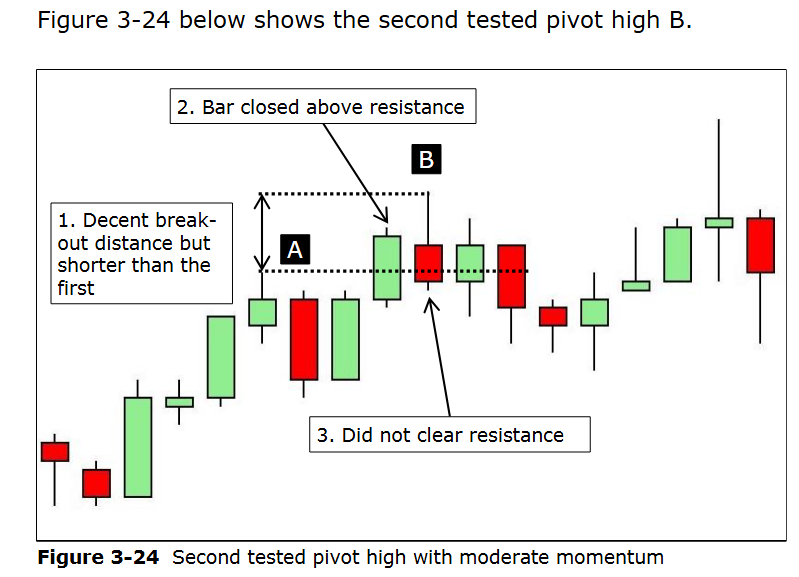 Figure 3-24 below shows the second tested pivot high B.
2. Bar closed above resistance
B
1. Decent break-
out distance but
shorter than the
first
A
3. Did not clear resistance
Figure 3-24 Second tested pivot high with moderate momentum